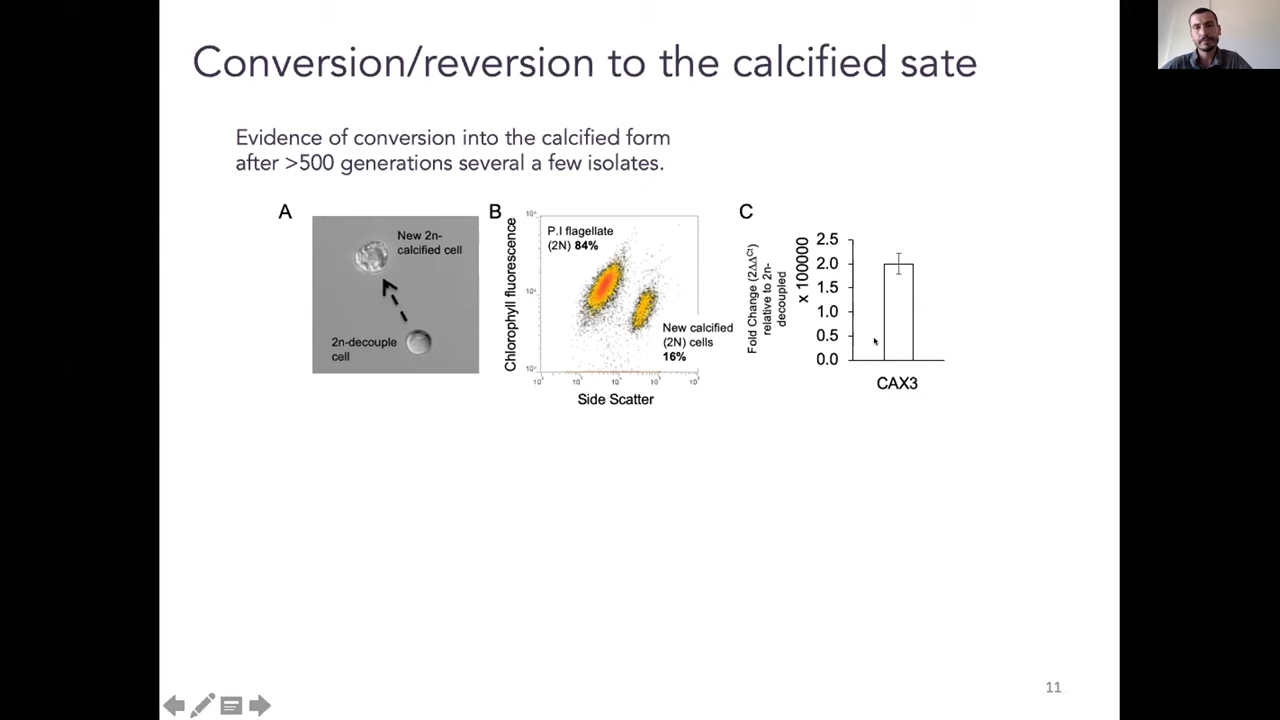 Conversion/reversion to the calcified sate
Evidence of conversion into the calcified form
after >500 generations several a few isolates.
A
New 2n-
calcified cell
2n-decouple
cell
B
Chlorophyll fluorescence
P.I flagellate
(2N) 84%
New calcified
(2N) cells
16%
Side Scatter
C
Fold Change (2ΔΔCt)
relative to 2n-
decoupled
x 100000
2.5
2.0
1.5
1.0
0.5
0.0
CAX3
11